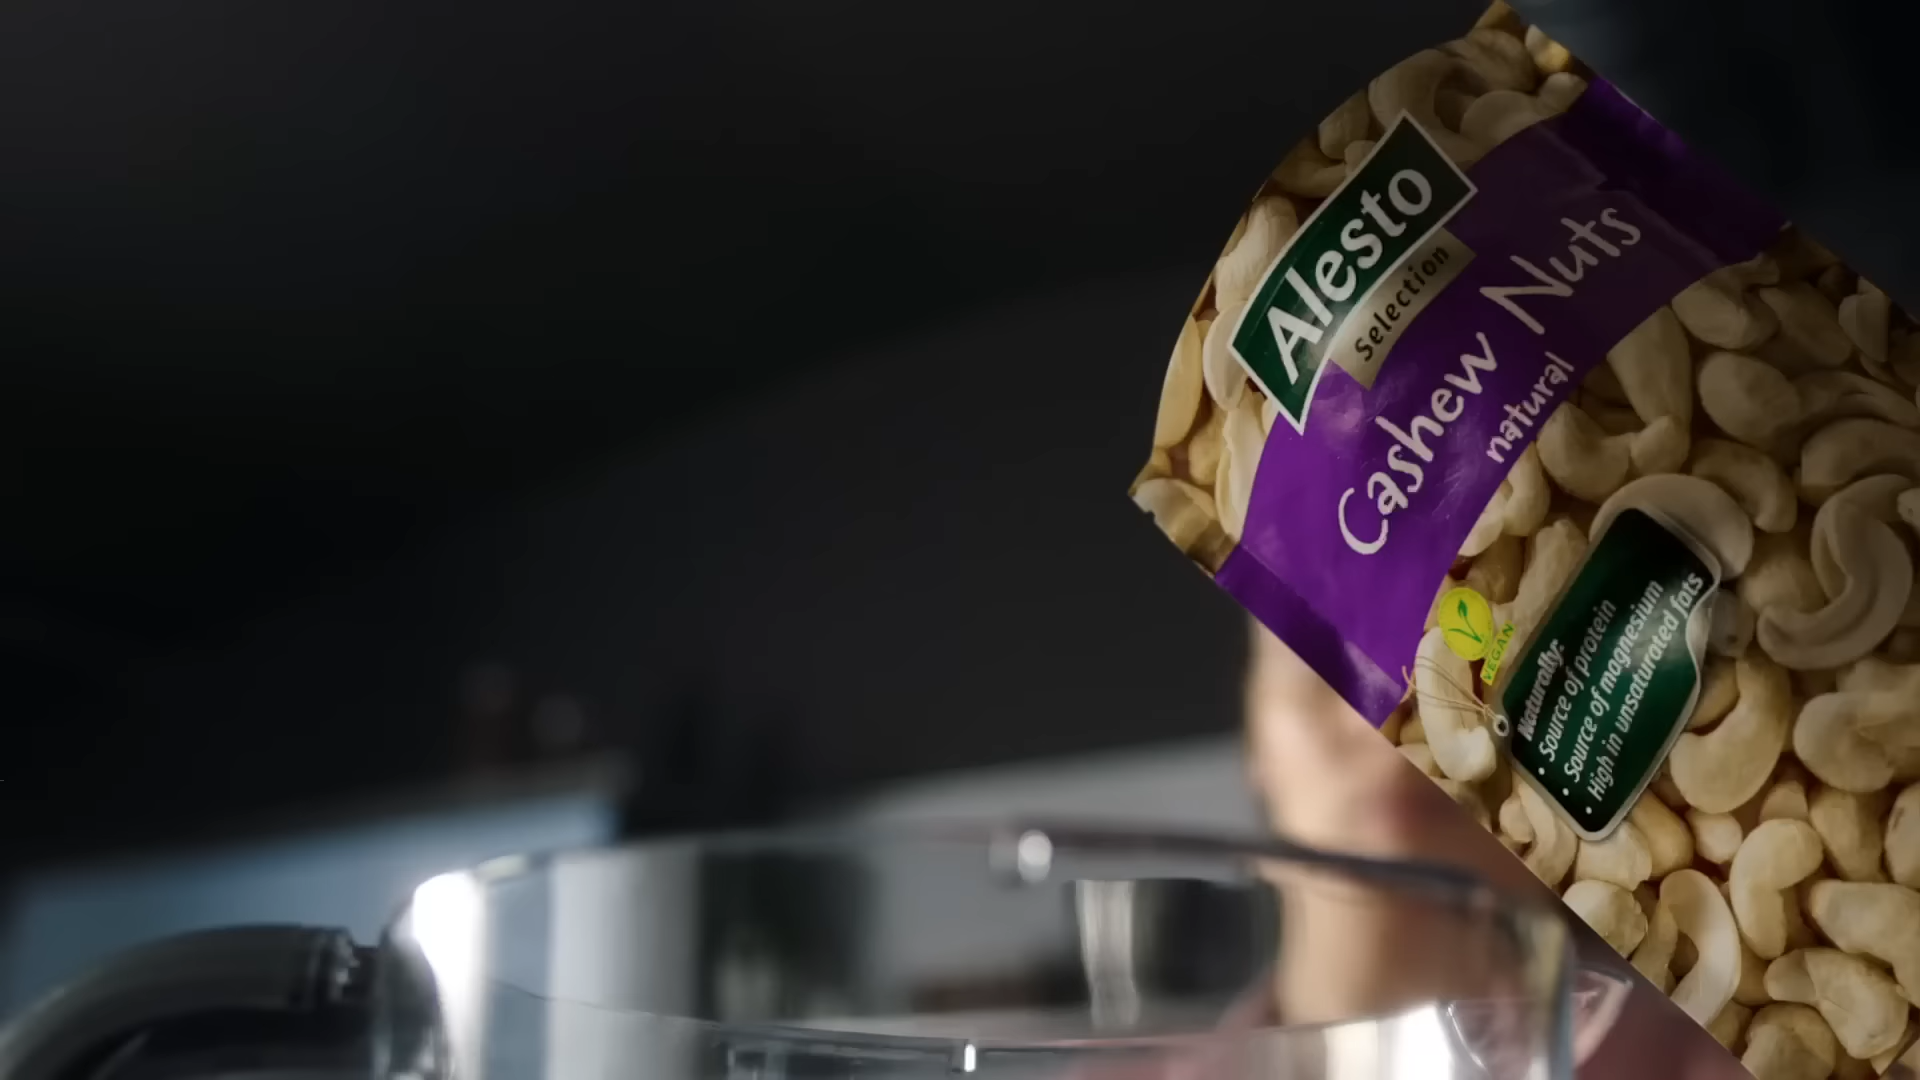 Alesto
Selection
Cashew Nuts
natural
VEGAN
Naturally:
• Source of protein
• Source of magnesium
• High in unsaturated fats